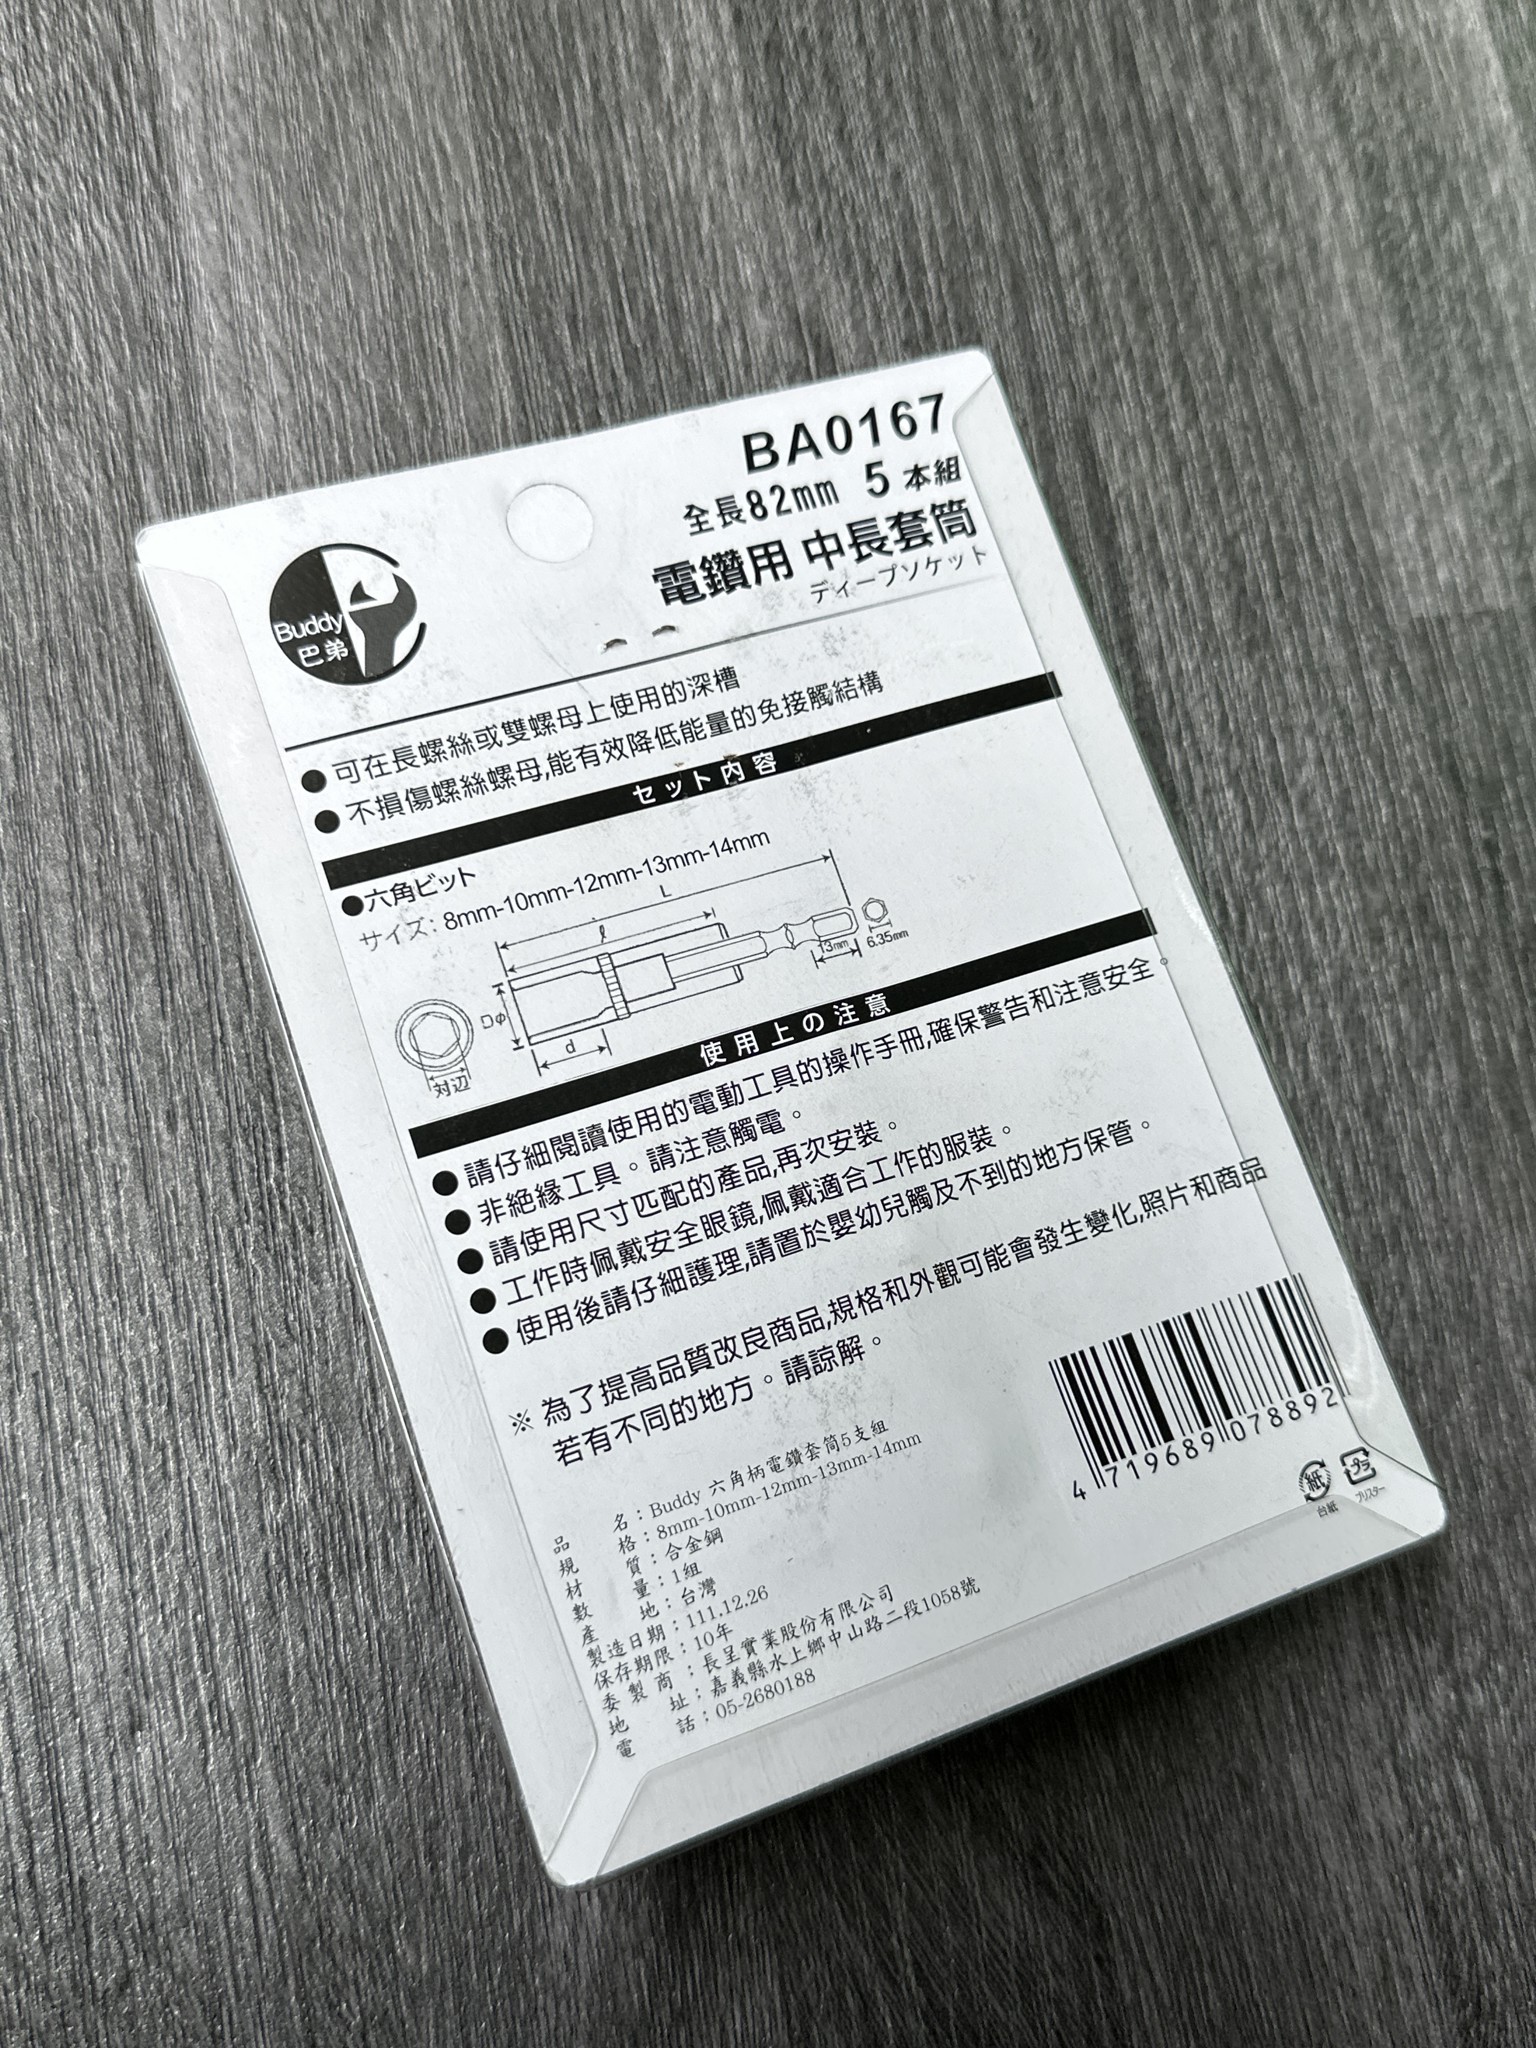 BA0167
全長82mm 5本組
電鑽用 中長套筒
ディープソケット
Buddy
巴弟
●可在長螺絲或雙螺母上使用的深槽
●不損傷螺絲螺母,能有效降低能量的免接觸結構
セット内容
●六角ビット
サイズ: 8mm-10mm-12mm-13mm-14mm
L
ℓ
13mm
6.35mm
Dφ
d
対辺
使用上の注意
●請仔細閱讀使用的電動工具的操作手冊,確保警告和注意安全。
●非絕緣工具。請注意觸電。
●請使用尺寸匹配的產品,再次安裝。
●工作時佩戴安全眼鏡,佩戴適合工作的服裝。
●使用後請仔細護理,請置於嬰幼兒觸及不到的地方保管。
※為了提高品質改良商品,規格和外觀可能會發生變化,照片和商品
若有不同的地方。請諒解。
品名:Buddy 六角柄電鑽套筒5支組
規格:8mm-10mm-12mm-13mm-14mm
材質:合金鋼
數量:1組
產地:台灣
製造日期:111.12.26
保存期限:10年
委製商:長呈實業股份有限公司
地址:嘉義縣水上鄉中山路二段1058號
電話:05-2680188
4 719689 078892
紙
プラ
台紙
ブリスター